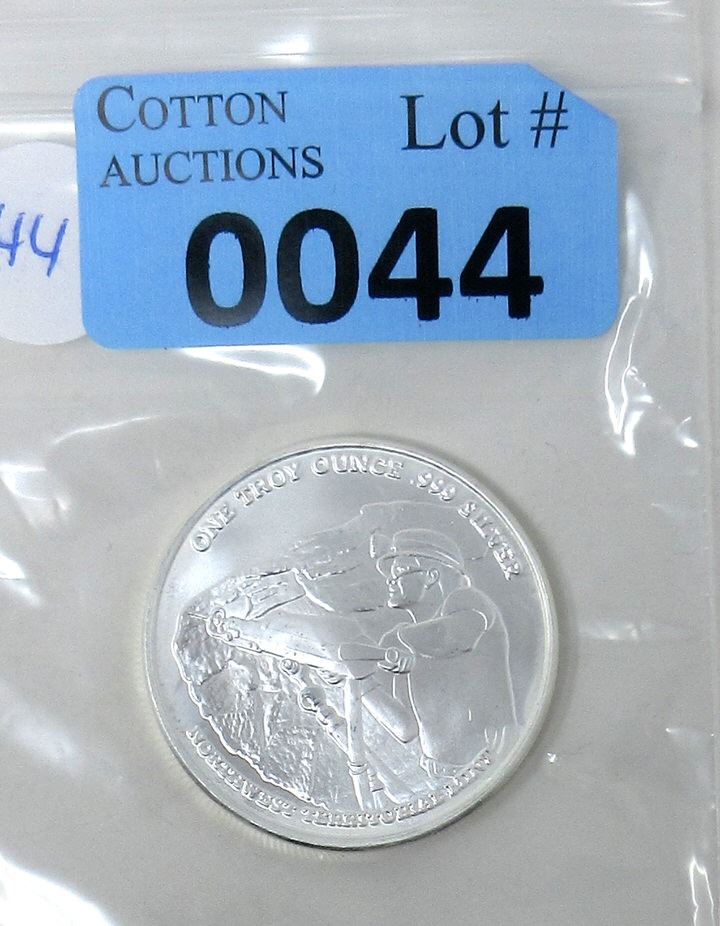 COTTON
AUCTIONS
Lot #
0044
44
ONE TROY OUNCE .999 SILVER
NORTHWEST TERRITORIAL MINT